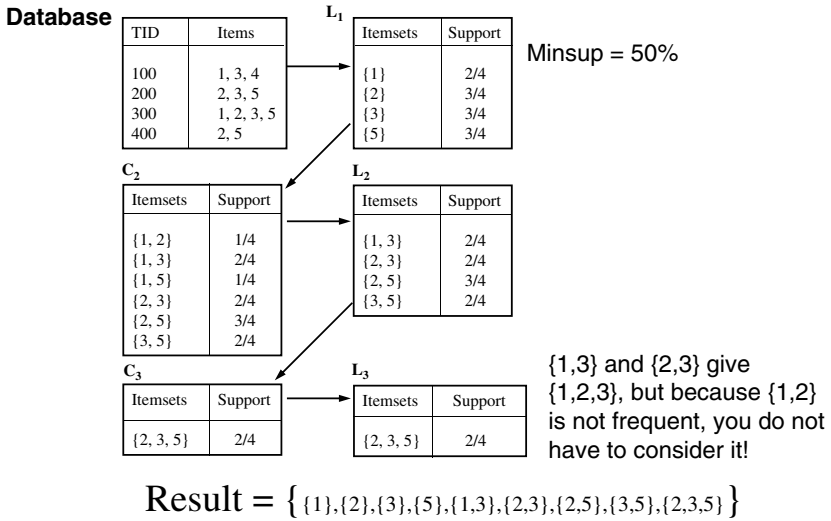 Database
TID Items
100 1, 3, 4
200 2, 3, 5
300 1, 2, 3, 5
400 2, 5
L1
Itemsets Support
{1} 2/4
{2} 3/4
{3} 3/4
{5} 3/4
Minsup = 50%
C2
Itemsets Support
{1, 2} 1/4
{1, 3} 2/4
{1, 5} 1/4
{2, 3} 2/4
{2, 5} 3/4
{3, 5} 2/4
L2
Itemsets Support
{1, 3} 2/4
{2, 3} 2/4
{2, 5} 3/4
{3, 5} 2/4
C3
Itemsets Support
{2, 3, 5} 2/4
L3
Itemsets Support
{2, 3, 5} 2/4
{1,3} and {2,3} give
{1,2,3}, but because {1,2}
is not frequent, you do not
have to consider it!
Result = {{1},{2},{3},{5},{1,3},{2,3},{2,5},{3,5},{2,3,5}}